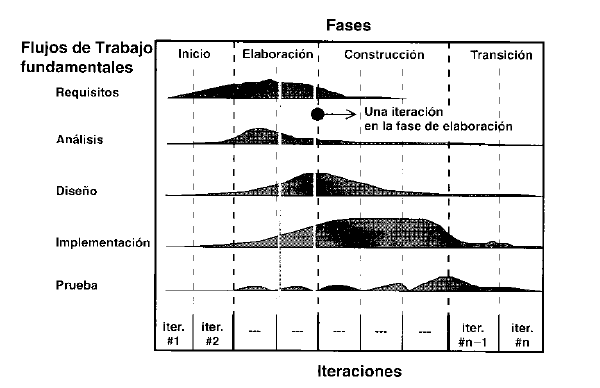 Fases
Flujos de Trabajo
fundamentales
Inicio
Elaboración
Construcción
Transición
Requisitos
Una iteración
en la fase de elaboración
Análisis
Diseño
Implementación
Prueba
iter.
#1
iter.
#2
---
---
---
---
---
iter.
#n–1
iter.
#n
Iteraciones